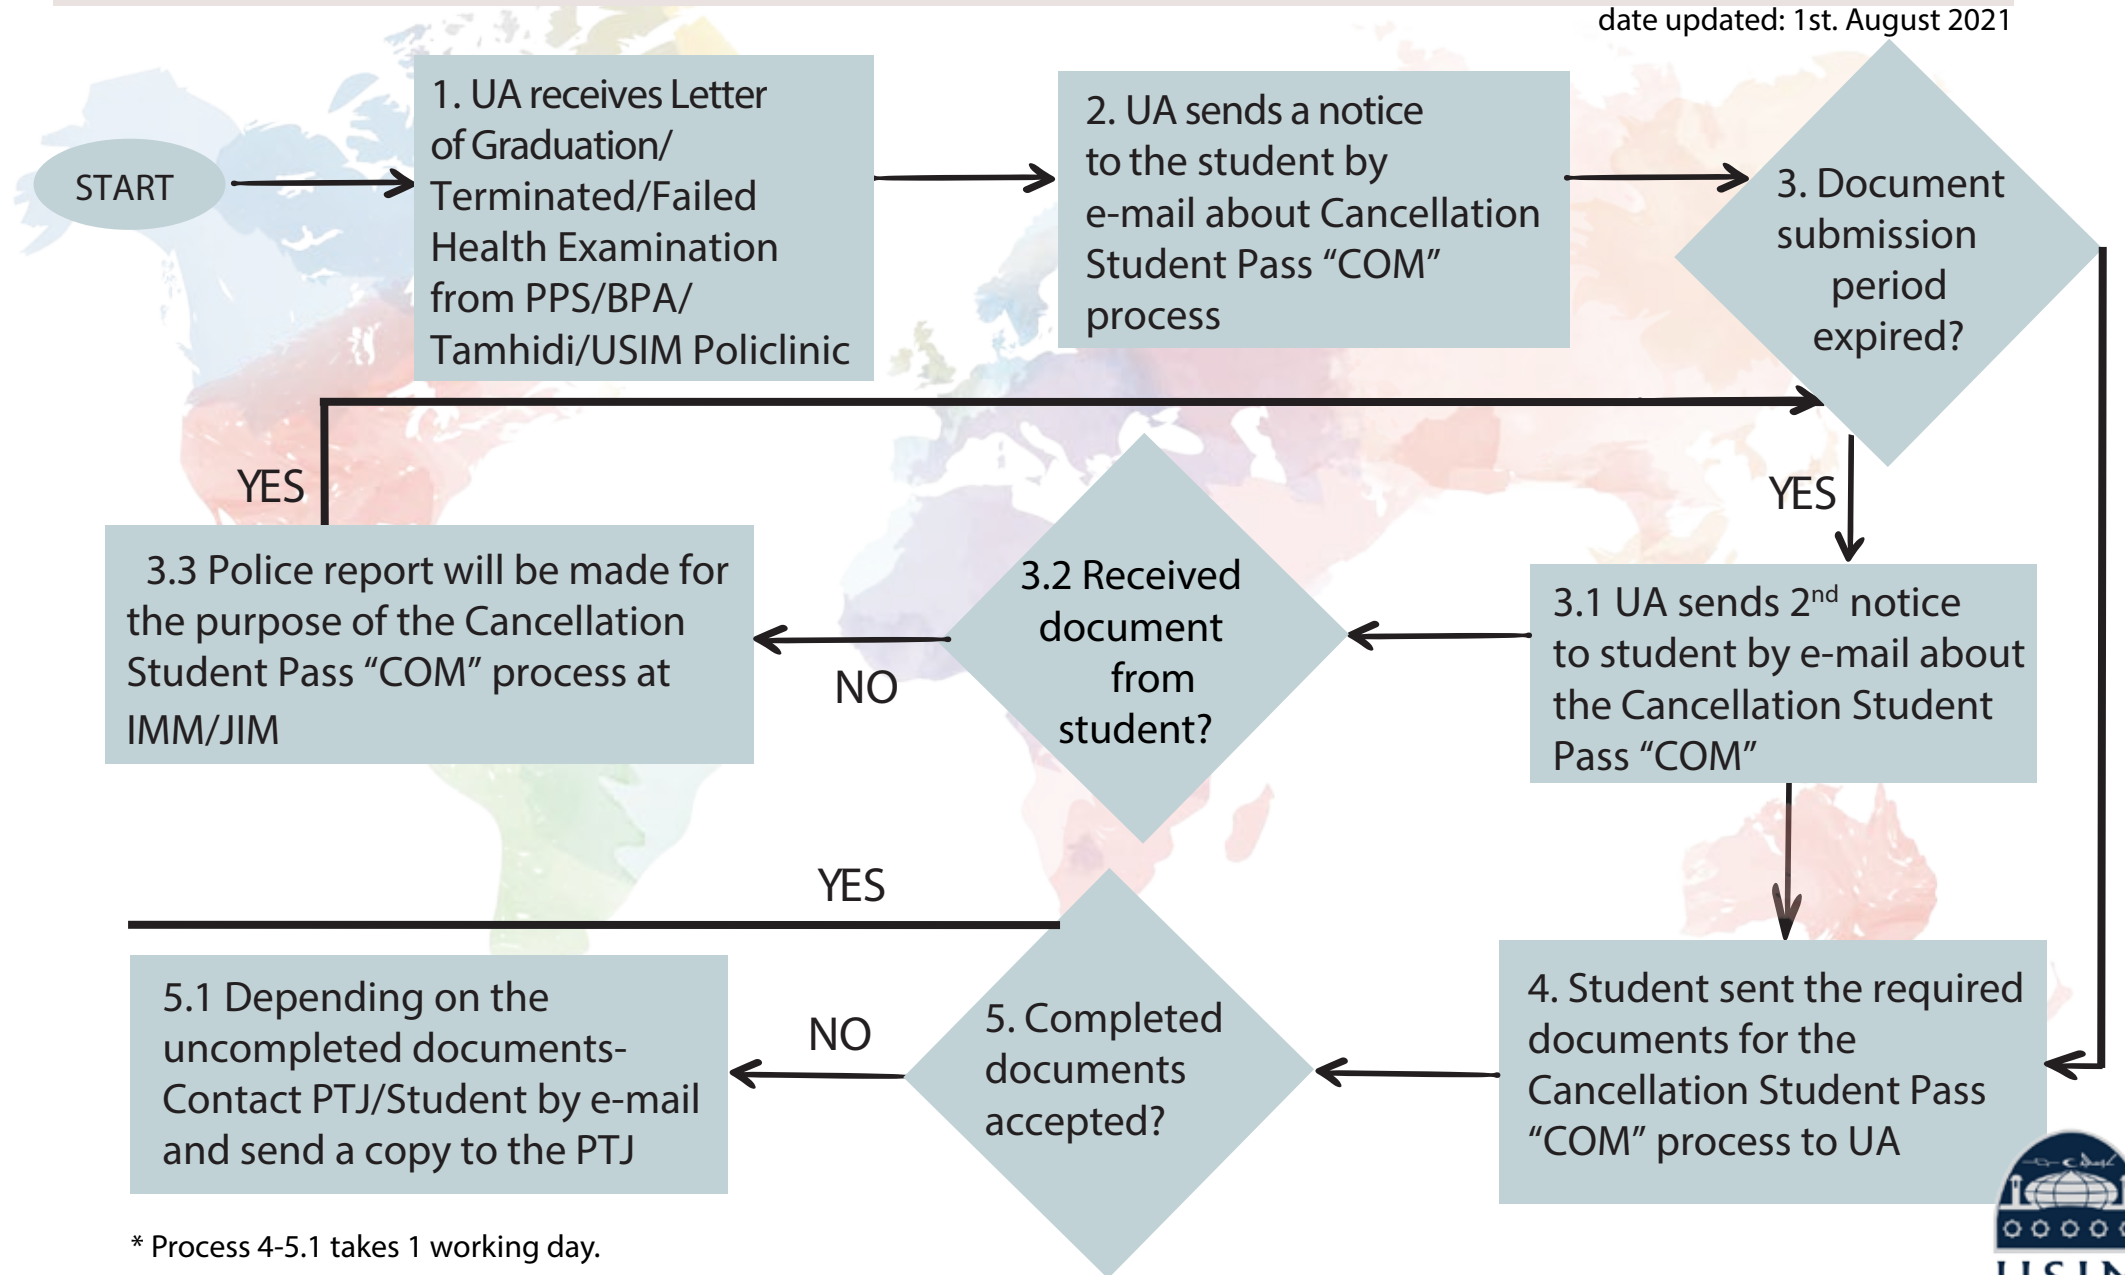 date updated: 1st. August 2021
START
1. UA receives Letter
of Graduation/
Terminated/Failed
Health Examination
from PPS/BPA/
Tamhidi/USIM Policlinic
2. UA sends a notice
to the student by
e-mail about Cancellation
Student Pass “COM”
process
3. Document
submission
period
expired?
YES
YES
3.3 Police report will be made for
the purpose of the Cancellation
Student Pass “COM” process at
IMM/JIM
NO
3.2 Received
document
from
student?
3.1 UA sends 2nd notice
to student by e-mail about
the Cancellation Student
Pass “COM”
YES
5.1 Depending on the
uncompleted documents-
Contact PTJ/Student by e-mail
and send a copy to the PTJ
NO
5. Completed
documents
accepted?
4. Student sent the required
documents for the
Cancellation Student Pass
“COM” process to UA
* Process 4-5.1 takes 1 working day.